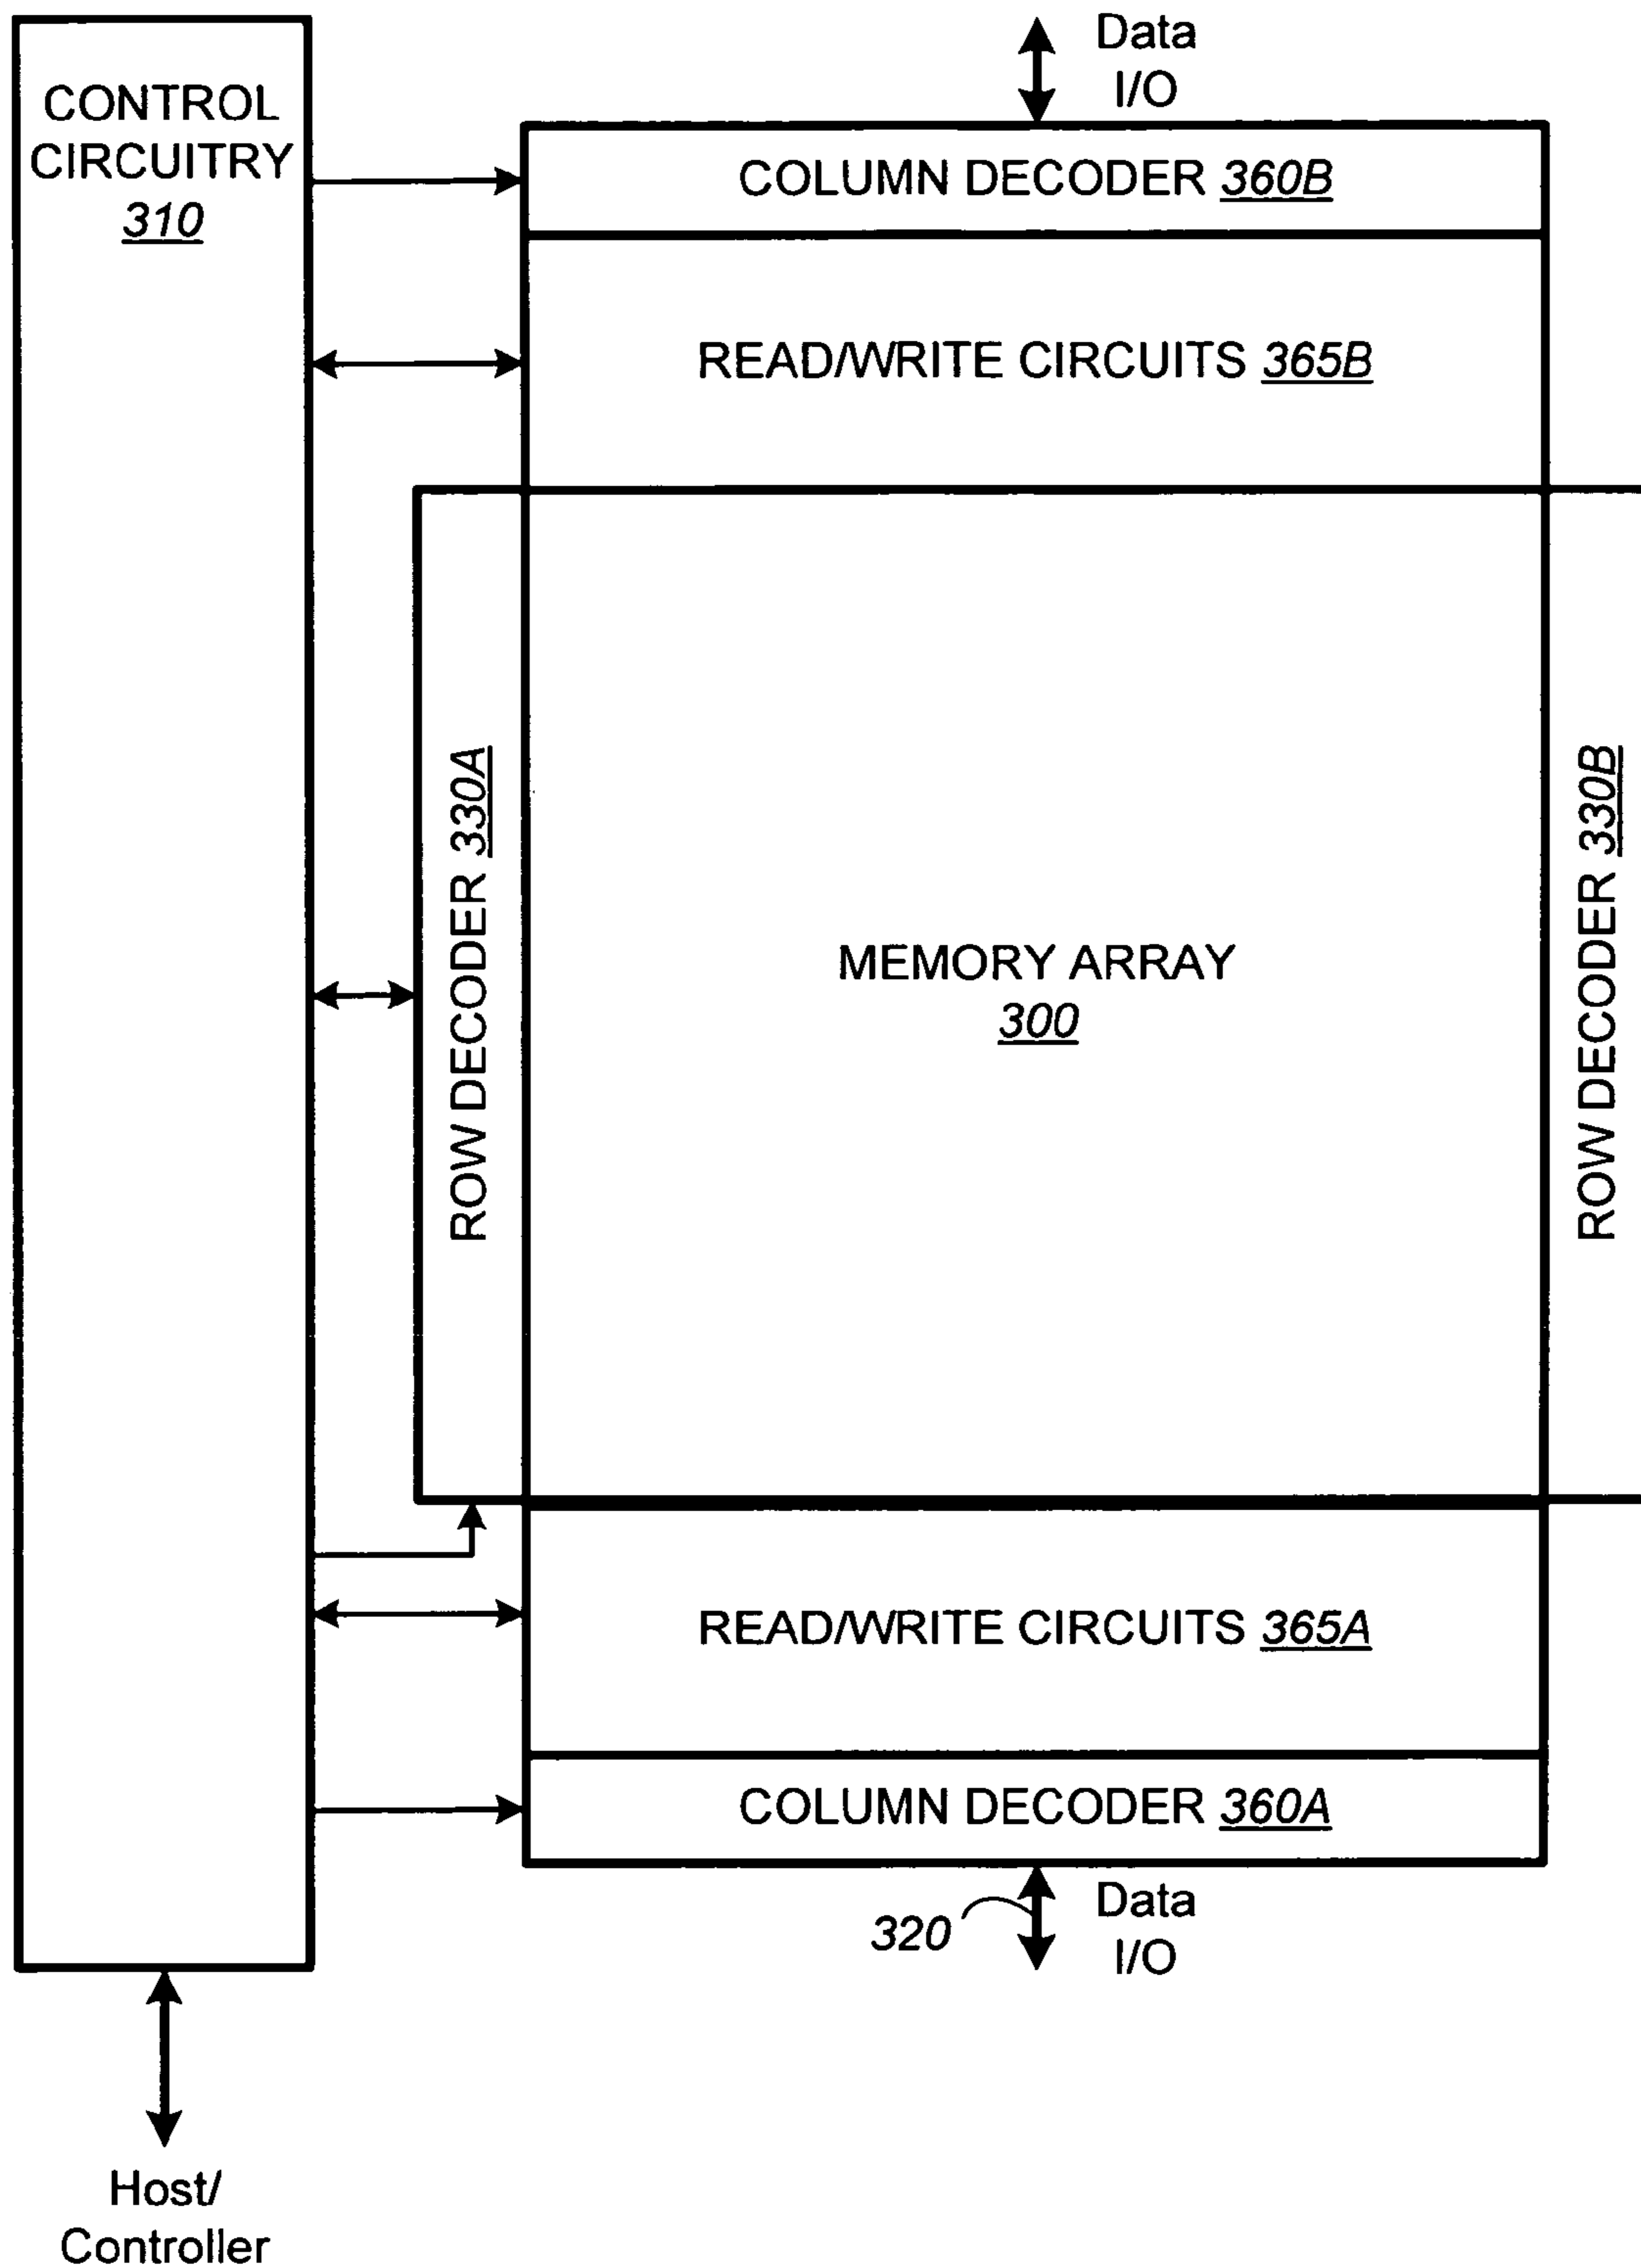 Data
I/O
CONTROL
CIRCUITRY
310
COLUMN DECODER 360B
READ/WRITE CIRCUITS 365B
ROW DECODER 330A
MEMORY ARRAY
300
ROW DECODER 330B
READ/WRITE CIRCUITS 365A
COLUMN DECODER 360A
320
Data
I/O
Host/
Controller